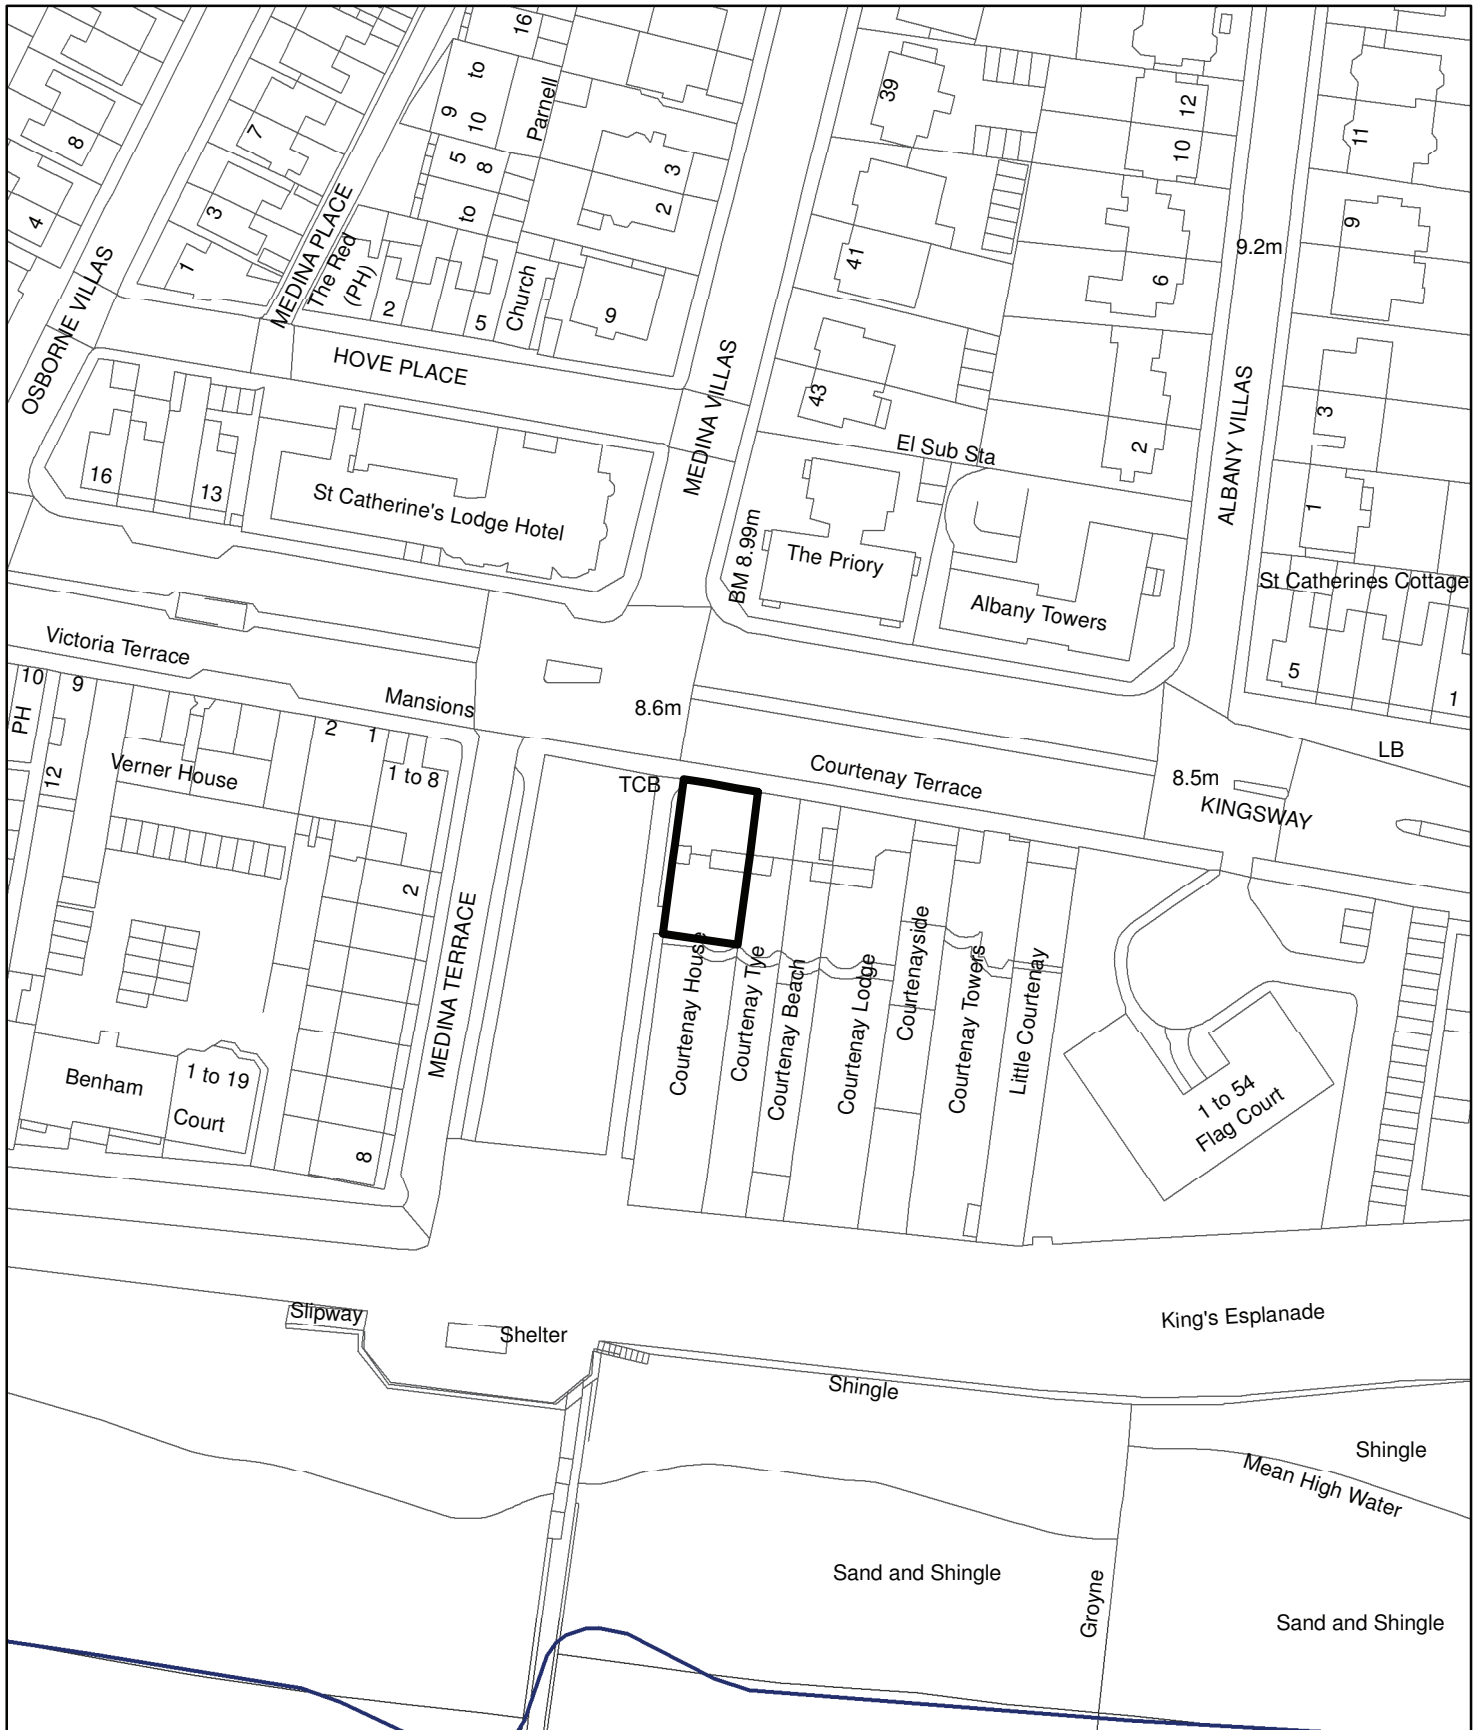 16
to
9
10
Parnell
39
12
10
11
8
7
5
8
3
to
2
4
3
9
1
MEDINA PLACE
The Red
(PH)
2
5
Church
9
41
6
9.2m
OSBORNE VILLAS
HOVE PLACE
MEDINA VILLAS
43
ALBANY VILLAS
3
2
El Sub Sta
16
13
St Catherine's Lodge Hotel
BM 8.99m
The Priory
1
Albany Towers
St Catherines Cottage
5
1
Victoria Terrace
10
9
PH
Mansions
8.6m
2
1
12
Verner House
1 to 8
TCB
Courtenay Terrace
8.5m
LB
KINGSWAY
2
MEDINA TERRACE
Courtenay House
Courtenay Tye
Courtenay Beach
Courtenay Lodge
Courtenayside
Courtenay Towers
Little Courtenay
Benham
1 to 19
Court
8
1 to 54
Flag Court
Slipway
Shelter
King's Esplanade
Shingle
Shingle
Mean High Water
Sand and Shingle
Groyne
Sand and Shingle